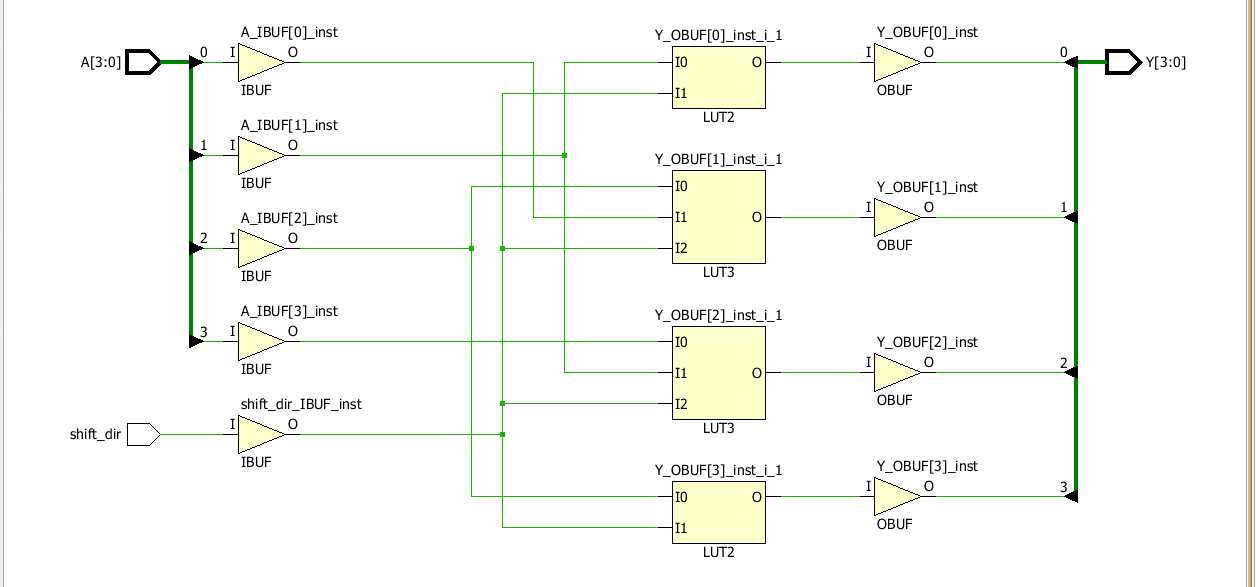 A_IBUF[0]_inst
Y_OBUF[0]_inst_i_1
Y_OBUF[0]_inst
A[3:0]
0
I
O
I0
O
I
O
0
Y[3:0]
IBUF
I1
OBUF
LUT2
A_IBUF[1]_inst
1
I
O
IBUF
Y_OBUF[1]_inst_i_1
I0
Y_OBUF[1]_inst
I1
O
I
O
1
I2
OBUF
LUT3
A_IBUF[2]_inst
2
I
O
IBUF
A_IBUF[3]_inst
3
I
O
IBUF
Y_OBUF[2]_inst_i_1
I0
Y_OBUF[2]_inst
I1
O
I
O
2
I2
OBUF
LUT3
shift_dir_IBUF_inst
shift_dir
I
O
IBUF
Y_OBUF[3]_inst_i_1
Y_OBUF[3]_inst
I0
O
I
O
3
I1
OBUF
LUT2